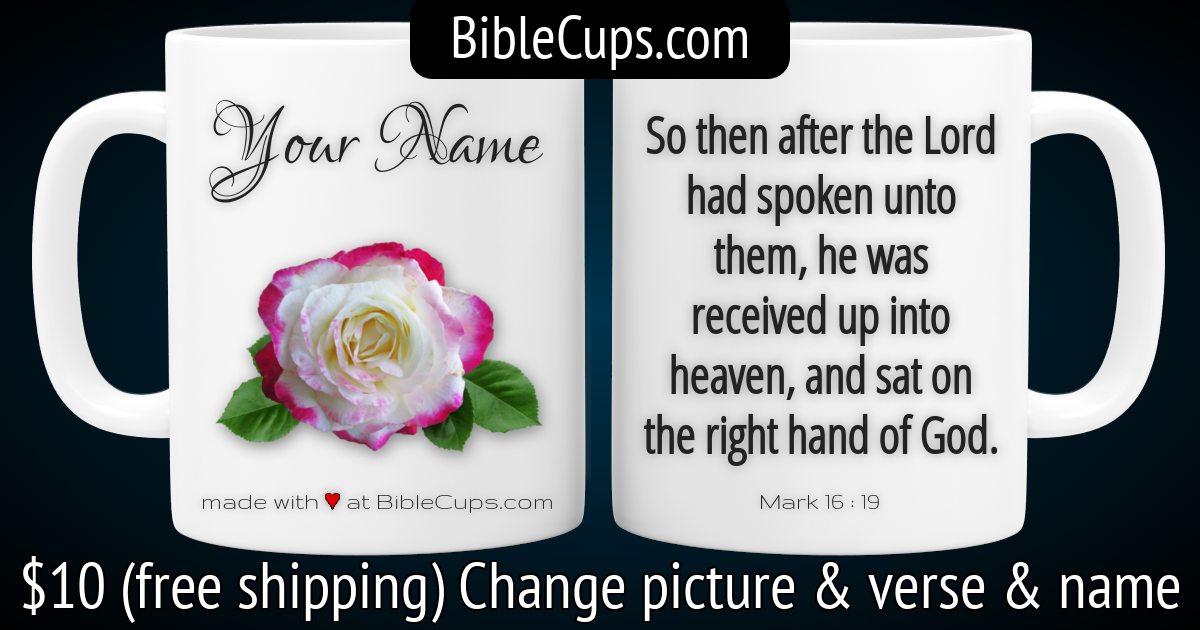 BibleCups.com
Your Name
made with ♥ at BibleCups.com
So then after the Lord
had spoken unto
them, he was
received up into
heaven, and sat on
the right hand of God.
Mark 16 : 19
$10 (free shipping) Change picture & verse & name